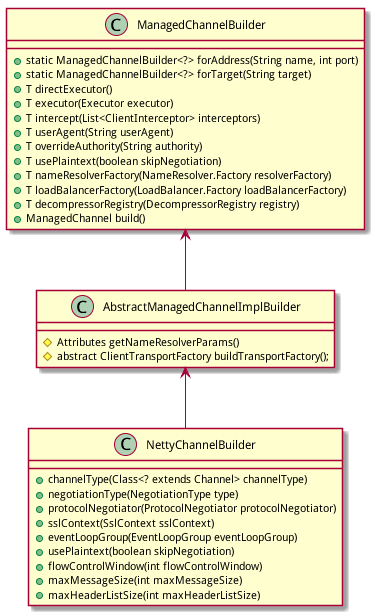 C ManagedChannelBuilder
static ManagedChannelBuilder<?> forAddress(String name, int port)
static ManagedChannelBuilder<?> forTarget(String target)
T directExecutor()
T executor(Executor executor)
T intercept(List<ClientInterceptor> interceptors)
T userAgent(String userAgent)
T overrideAuthority(String authority)
T usePlaintext(boolean skipNegotiation)
T nameResolverFactory(NameResolver.Factory resolverFactory)
T loadBalancerFactory(LoadBalancer.Factory loadBalancerFactory)
T decompressorRegistry(DecompressorRegistry registry)
ManagedChannel build()
C AbstractManagedChannelImplBuilder
Attributes getNameResolverParams()
abstract ClientTransportFactory buildTransportFactory();
C NettyChannelBuilder
channelType(Class<? extends Channel> channelType)
negotiationType(NegotiationType type)
protocolNegotiator(ProtocolNegotiator protocolNegotiator)
sslContext(SslContext sslContext)
eventLoopGroup(EventLoopGroup eventLoopGroup)
usePlaintext(boolean skipNegotiation)
flowControlWindow(int flowControlWindow)
maxMessageSize(int maxMessageSize)
maxHeaderListSize(int maxHeaderListSize)